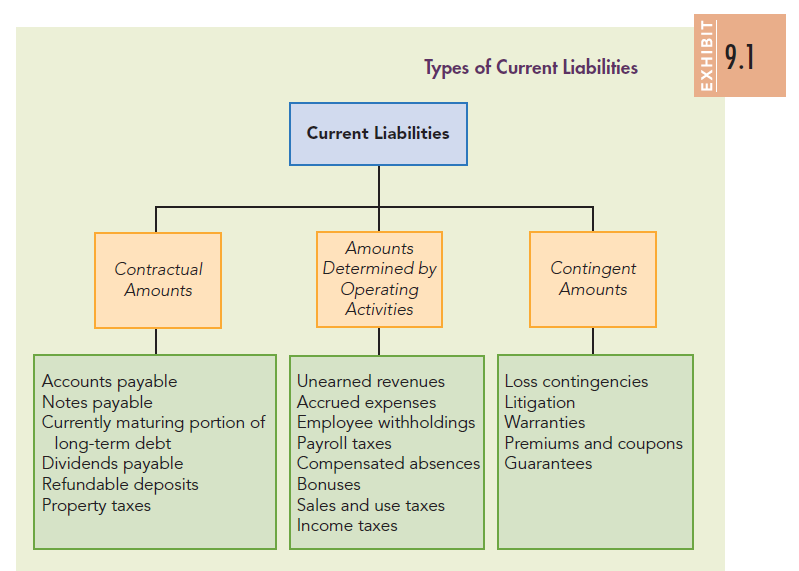 EXHIBIT
9.1
Types of Current Liabilities
Current Liabilities
Contractual
Amounts
Amounts
Determined by
Operating
Activities
Contingent
Amounts
Accounts payable
Notes payable
Currently maturing portion of
long-term debt
Dividends payable
Refundable deposits
Property taxes
Unearned revenues
Accrued expenses
Employee withholdings
Payroll taxes
Compensated absences
Bonuses
Sales and use taxes
Income taxes
Loss contingencies
Litigation
Warranties
Premiums and coupons
Guarantees